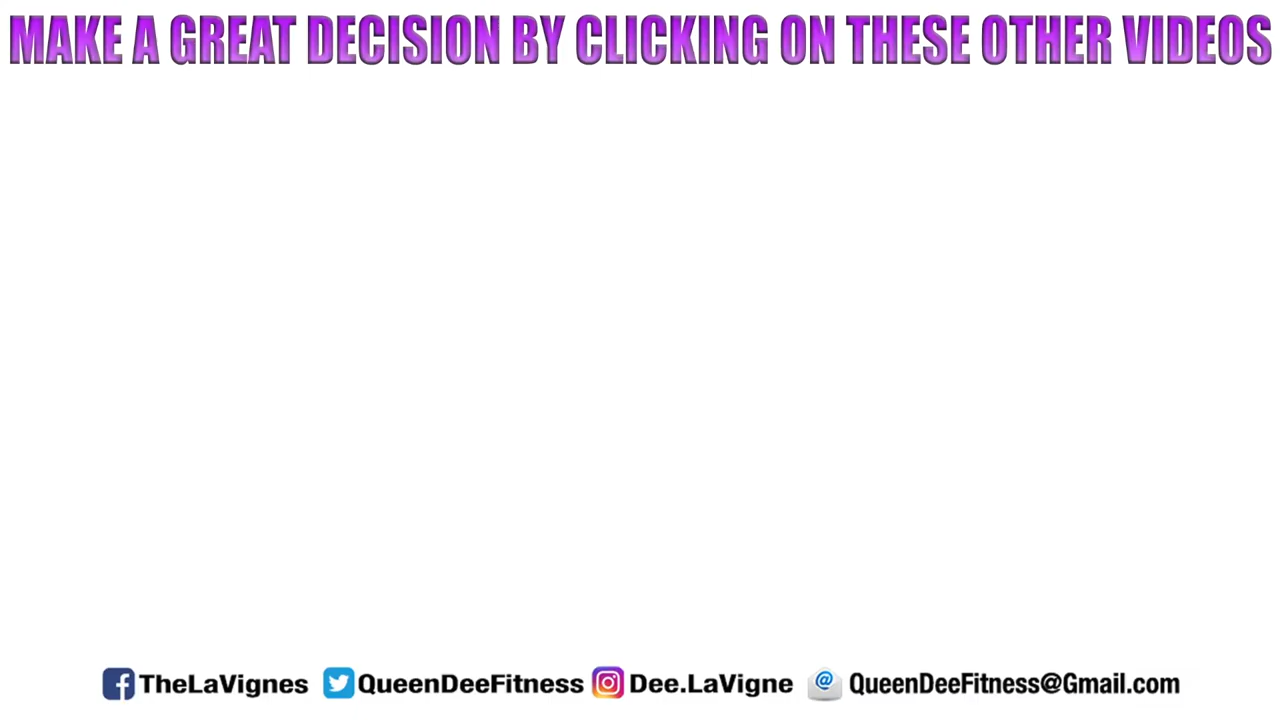 MAKE A GREAT DECISION BY CLICKING ON THESE OTHER VIDEOS
TheLaVignes QueenDeeFitness Dee.LaVigne QueenDeeFitness@Gmail.com